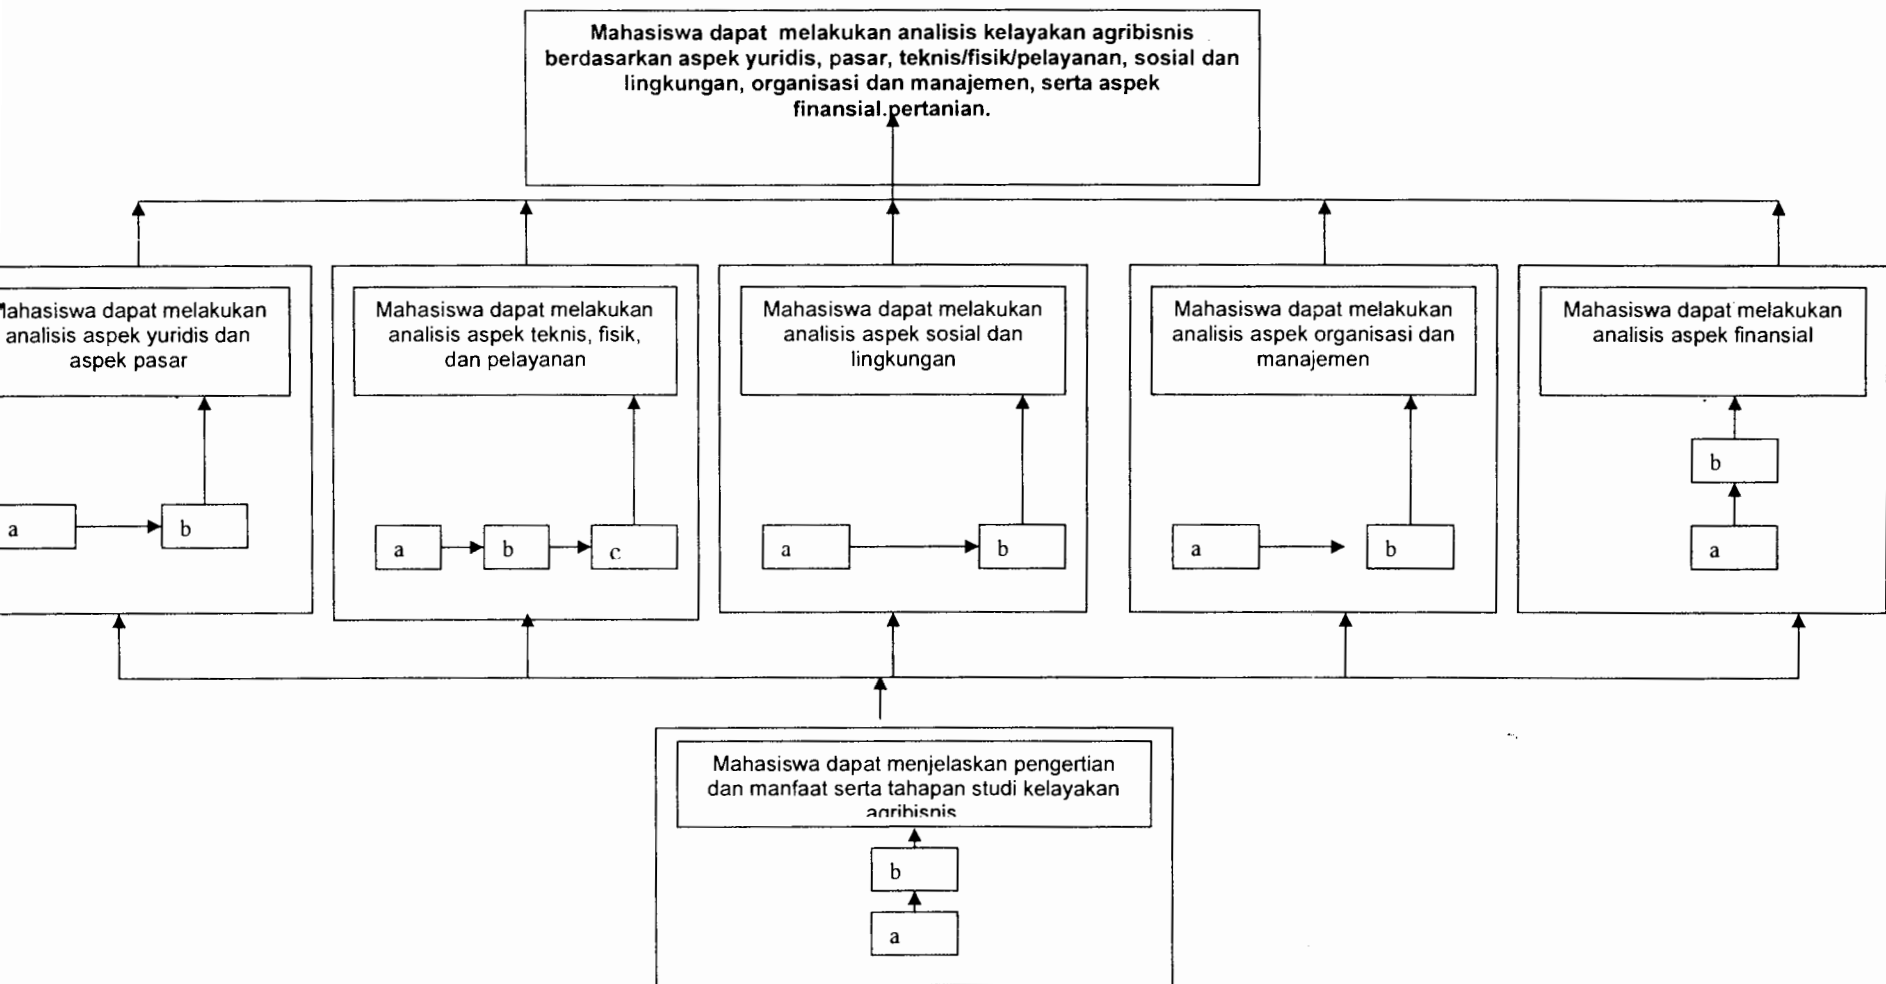 Mahasiswa dapat melakukan analisis kelayakan agribisnis
berdasarkan aspek yuridis, pasar, teknis/fisik/pelayanan, sosial dan
lingkungan, organisasi dan manajemen, serta aspek
finansial.pertanian.
Mahasiswa dapat melakukan
analisis aspek yuridis dan
aspek pasar
a
b
Mahasiswa dapat melakukan
analisis aspek teknis, fisik,
dan pelayanan
a
b
c
Mahasiswa dapat melakukan
analisis aspek sosial dan
lingkungan
a
b
Mahasiswa dapat melakukan
analisis aspek organisasi dan
manajemen
a
b
Mahasiswa dapat melakukan
analisis aspek finansial
b
a
Mahasiswa dapat menjelaskan pengertian
dan manfaat serta tahapan studi kelayakan
agribisnis
b
a